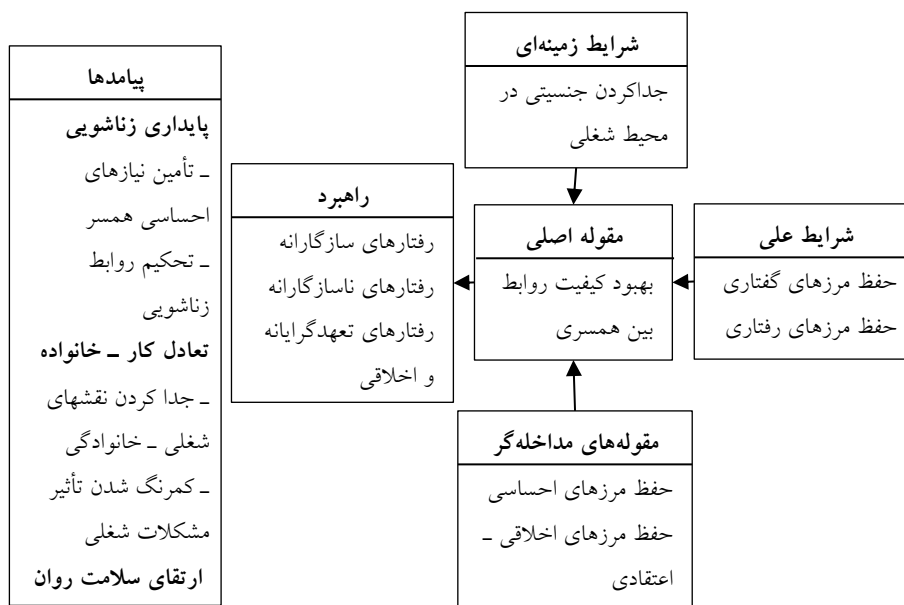 شرایط زمینه‌ای
جداکردن جنسیتی در
محیط شغلی
شرایط علی
حفظ مرزهای گفتاری
حفظ مرزهای رفتاری
مقوله اصلی
بهبود کیفیت روابط
بین همسری
مقوله‌های مداخله‌گر
حفظ مرزهای احساسی
حفظ مرزهای اخلاقی ـ
اعتقادی
راهبرد
رفتارهای سازگارانه
رفتارهای ناسازگارانه
رفتارهای تعهدگرایانه
و اخلاقی
پیامدها
پایداری زناشویی
ـ تأمین نیازهای
احساسی همسر
ـ تحکیم روابط
زناشویی
تعادل کار ـ خانواده
ـ جدا کردن نقشهای
شغلی ـ خانوادگی
ـ کمرنگ شدن تأثیر
مشکلات شغلی
ارتقای سلامت روان